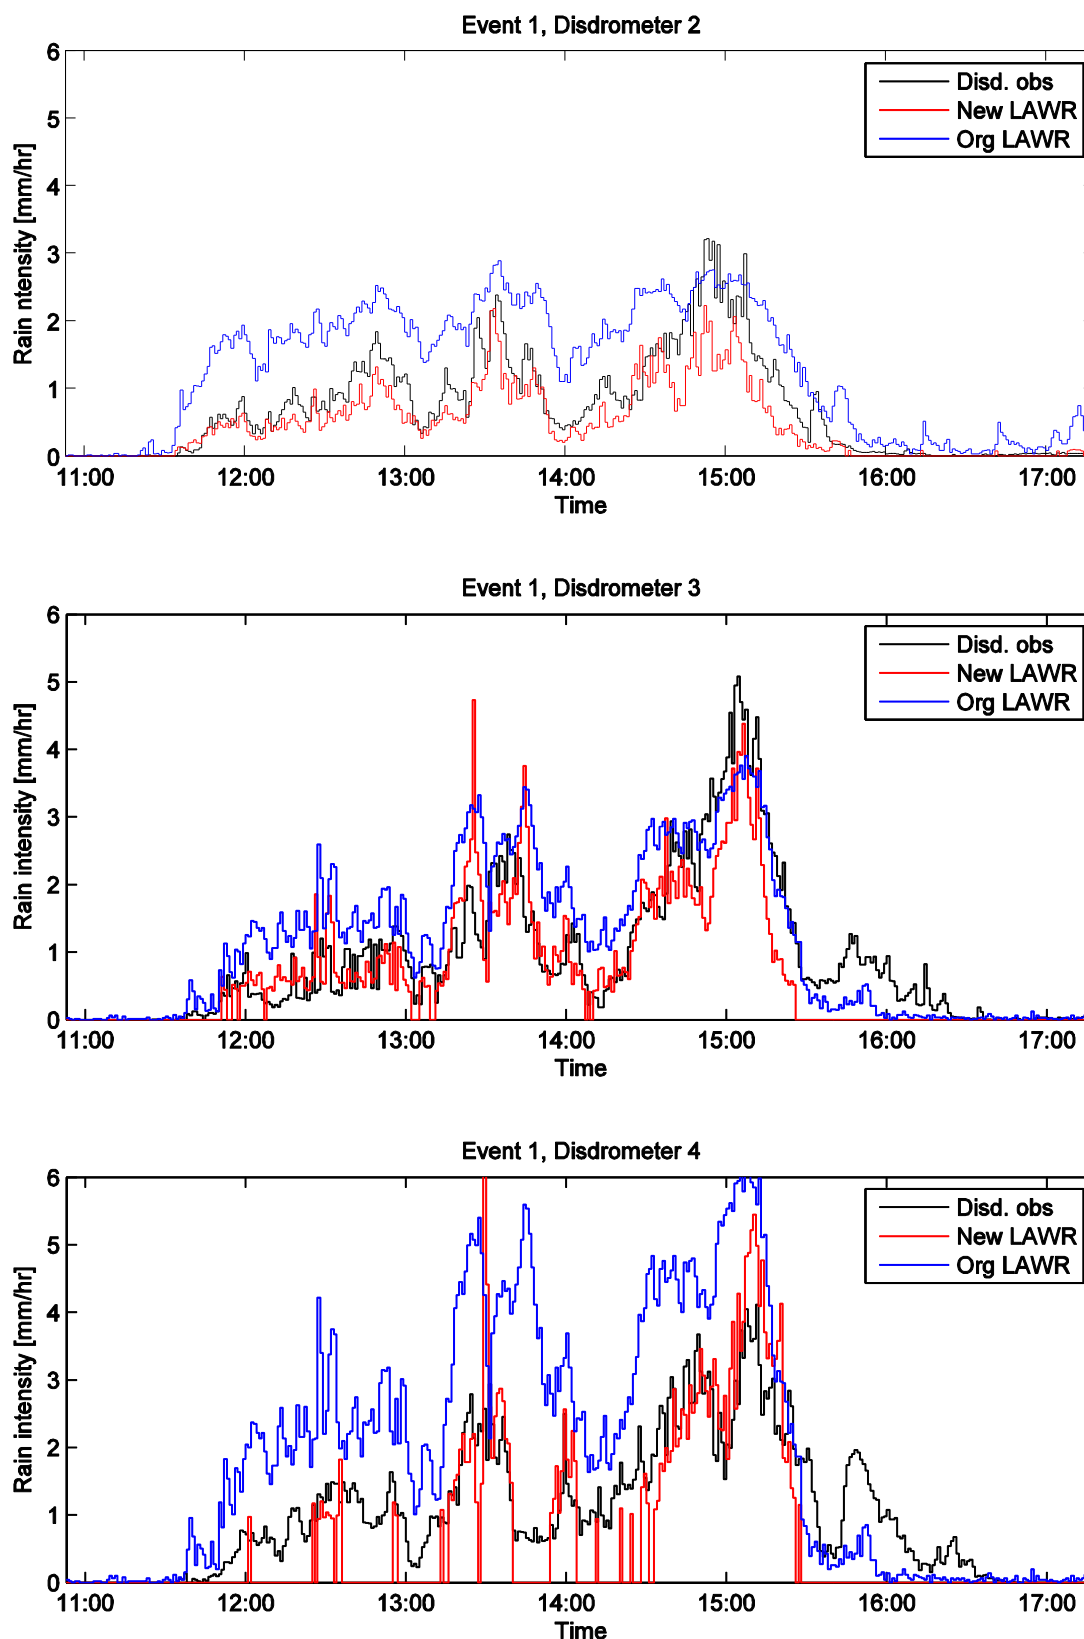 Event 1, Disdrometer 2
6
5
4
3
2
1
0
Rain ntensity [mm/hr]
Disd. obs
New LAWR
Org LAWR
11:00 12:00 13:00 14:00 15:00 16:00 17:00
Time
Event 1, Disdrometer 3
6
5
4
3
2
1
0
Rain intensity [mm/hr]
Disd. obs
New LAWR
Org LAWR
11:00 12:00 13:00 14:00 15:00 16:00 17:00
Time
Event 1, Disdrometer 4
6
5
4
3
2
1
0
Rain intensity [mm/hr]
Disd. obs
New LAWR
Org LAWR
11:00 12:00 13:00 14:00 15:00 16:00 17:00
Time